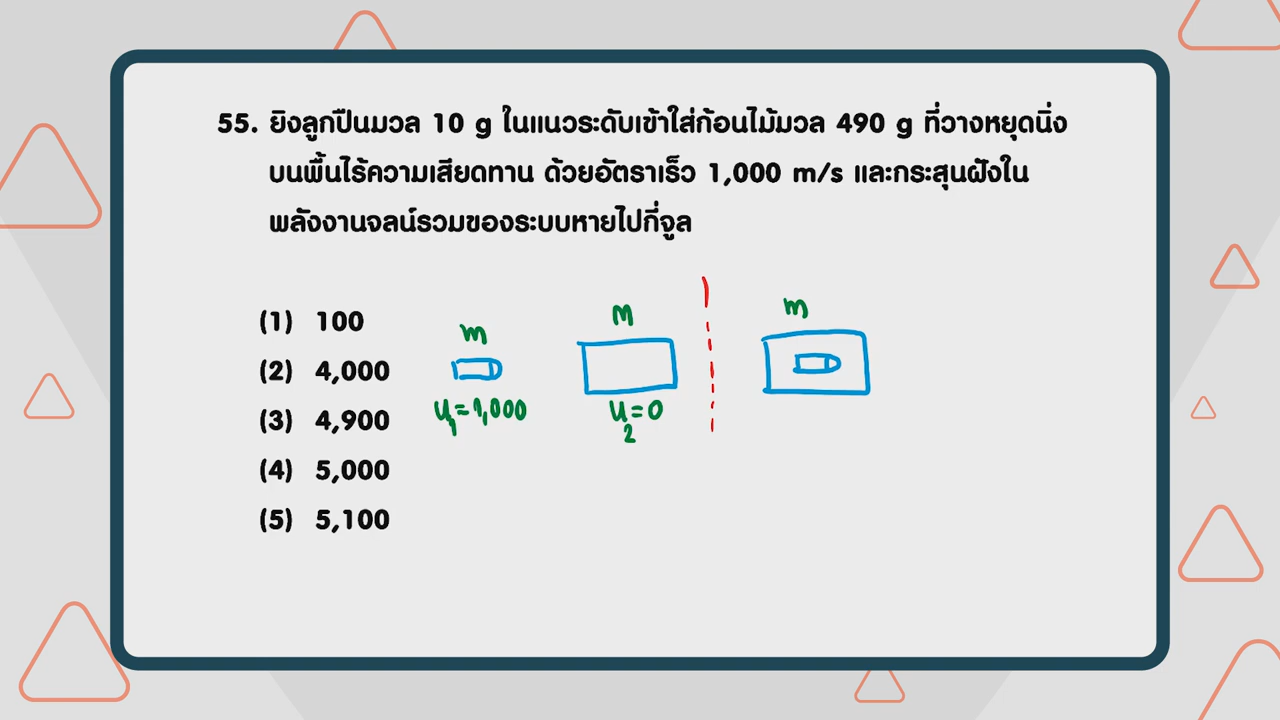 55. ยิงลูกปืนมวล 10 g ในแนวระดับเข้าใส่ก้อนไม้มวล 490 g ที่วางหยุดนิ่ง
บนพื้นไร้ความเสียดทาน ด้วยอัตราเร็ว 1,000 m/s และกระสุนฝังใน
พลังงานจลน์รวมของระบบหายไปกี่จูล
(1) 100
(2) 4,000
(3) 4,900
(4) 5,000
(5) 5,100
m M m
u₁=1,000 u₂=0